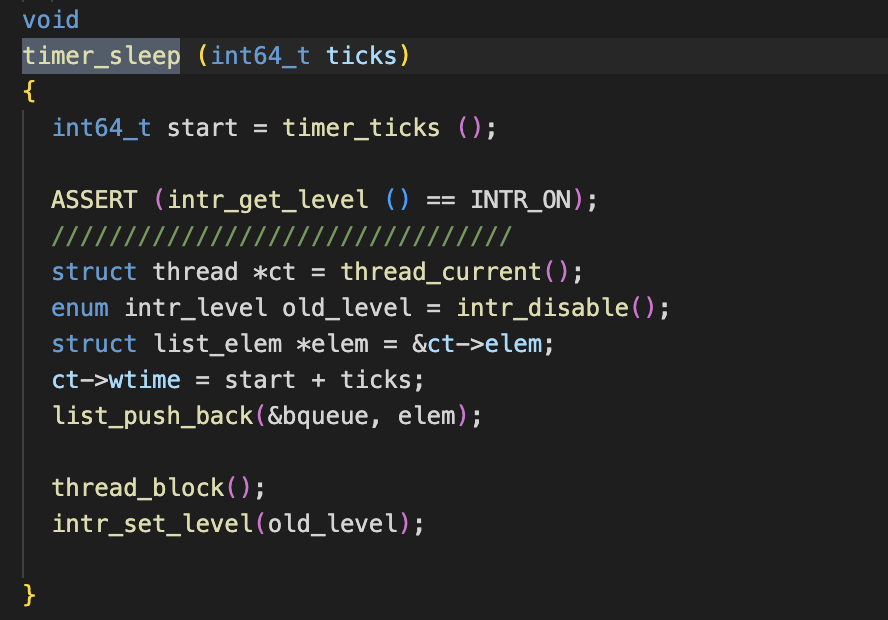 void
timer_sleep (int64_t ticks)
{
int64_t start = timer_ticks ();
ASSERT (intr_get_level () == INTR_ON);
////////////////////////////////
struct thread *ct = thread_current();
enum intr_level old_level = intr_disable();
struct list_elem *elem = &ct->elem;
ct->wtime = start + ticks;
list_push_back(&bqueue, elem);
thread_block();
intr_set_level(old_level);
}